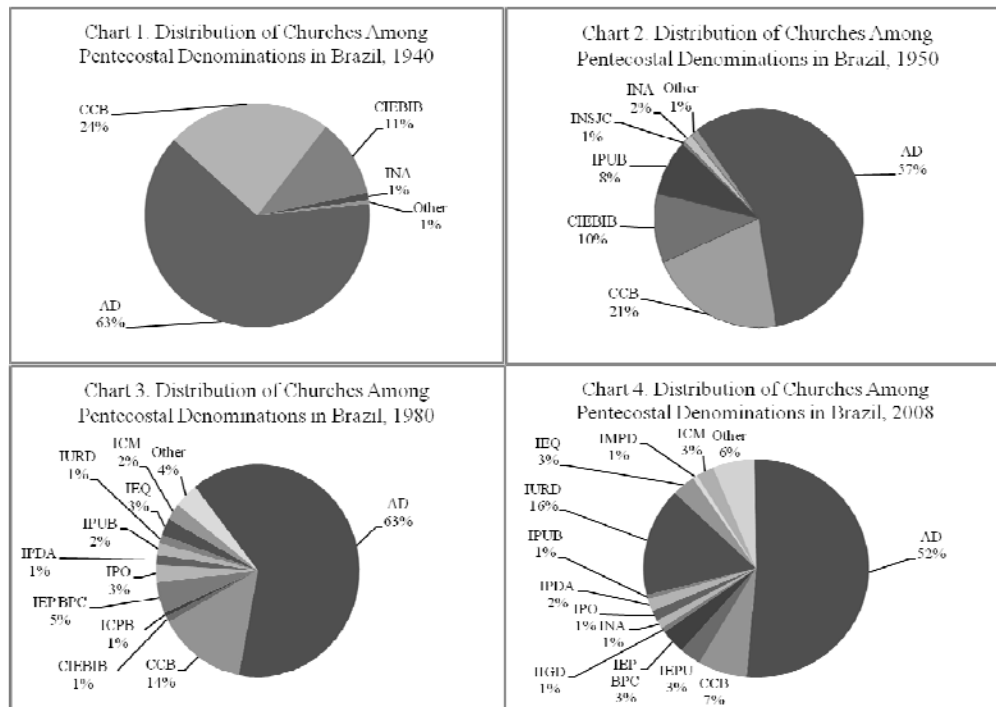 Chart 1. Distribution of Churches Among
Pentecostal Denominations in Brazil, 1940
CCB
24%
CIEBIB
11%
INA
1%
Other
1%
AD
63%
Chart 2. Distribution of Churches Among
Pentecostal Denominations in Brazil, 1950
INA
2%
Other
1%
INSJC
1%
IPUB
8%
CIEBIB
10%
CCB
21%
AD
57%
Chart 3. Distribution of Churches Among
Pentecostal Denominations in Brazil, 1980
ICM
2%
Other
4%
IURD
1%
IEQ
3%
IPUB
2%
IPDA
1%
IPO
3%
IEP BPC
5%
ICPB
1%
CIEBIB
1%
CCB
14%
AD
63%
Chart 4. Distribution of Churches Among
Pentecostal Denominations in Brazil, 2008
IEQ
3%
IMPD
1%
ICM
3%
Other
6%
IURD
16%
IPUB
1%
IPDA
2%
IPO
1%
INA
1%
IIGD
1%
IEP
BPC
3%
IEPU
3%
CCB
7%
AD
52%